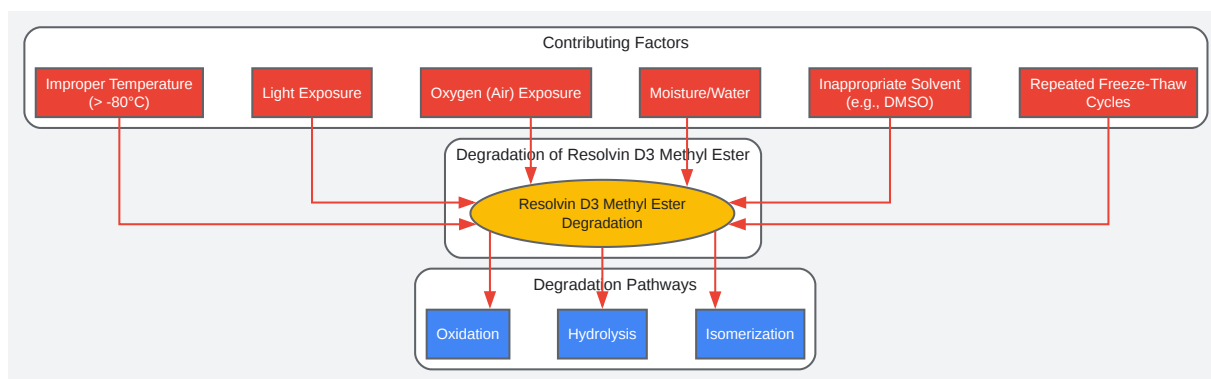 Contributing Factors
Improper Temperature
(> -80°C)
Light Exposure
Oxygen (Air) Exposure
Moisture/Water
Inappropriate Solvent
(e.g., DMSO)
Repeated Freeze-Thaw
Cycles
Degradation of Resolvin D3 Methyl Ester
Resolvin D3 Methyl Ester
Degradation
Degradation Pathways
Oxidation
Hydrolysis
Isomerization